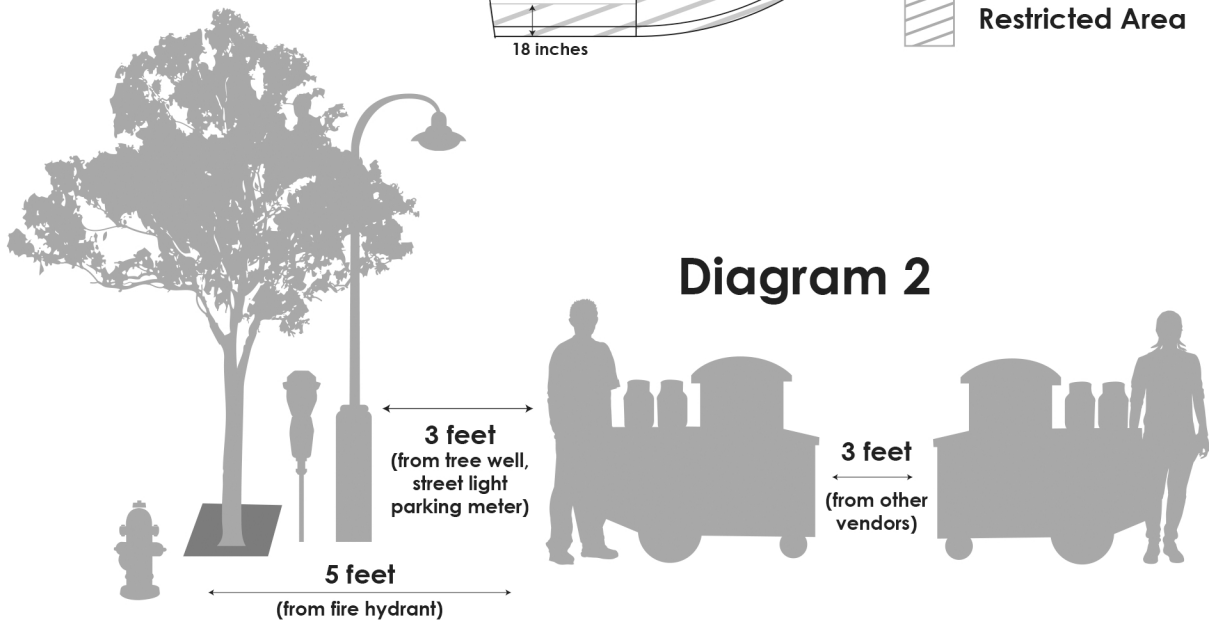 18 inches
Restricted Area
Diagram 2
3 feet
(from tree well,
street light
parking meter)
3 feet
(from other
vendors)
5 feet
(from fire hydrant)